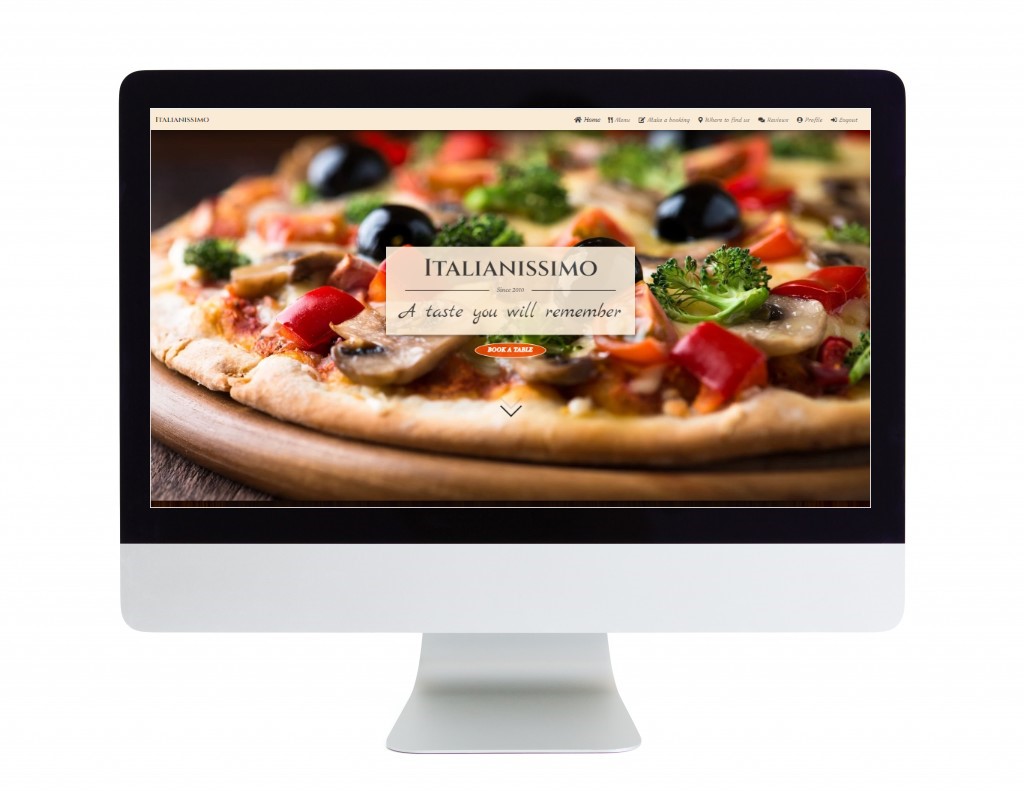 ITALIANISSIMO
Home Menu Make a booking Where to find us Reviews Profile Logout
ITALIANISSIMO
Since 2010
A taste you will remember
BOOK A TABLE